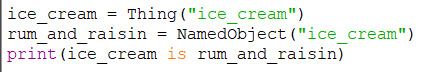 ice_cream = Thing("ice_cream")
rum_and_raisin = NamedObject("ice_cream")
print(ice_cream is rum_and_raisin)